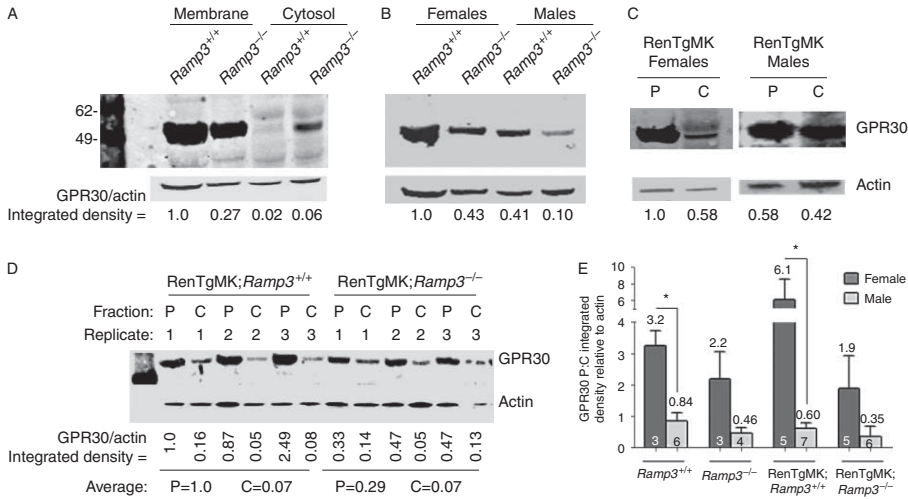 A
Membrane Cytosol
Ramp3+/+ Ramp3–/– Ramp3+/+ Ramp3–/–
62-
49-
GPR30/actin
Integrated density = 1.0 0.27 0.02 0.06
B
Females Males
Ramp3+/+ Ramp3–/– Ramp3+/+ Ramp3–/–
1.0 0.43 0.41 0.10
C
RenTgMK Females RenTgMK Males
P C P C
GPR30
Actin
1.0 0.58 0.58 0.42
D
RenTgMK;Ramp3+/+ RenTgMK;Ramp3–/–
Fraction: P C P C P C P C P C P C
Replicate: 1 1 2 2 3 3 1 1 2 2 3 3
GPR30
Actin
GPR30/actin
Integrated density = 1.0 0.16 0.87 0.05 2.49 0.08 0.33 0.14 0.47 0.05 0.47 0.13
Average: P=1.0 C=0.07 P=0.29 C=0.07
E
GPR30 P:C integrated
density relative to actin
10
8
6
4
3
2
1
0
Female
Male
* *
3.2 0.84 2.2 0.46 6.1 0.60 1.9 0.35
3 6 3 4 5 7 5 6
Ramp3+/+ Ramp3–/– RenTgMK; Ramp3+/+ RenTgMK; Ramp3–/–